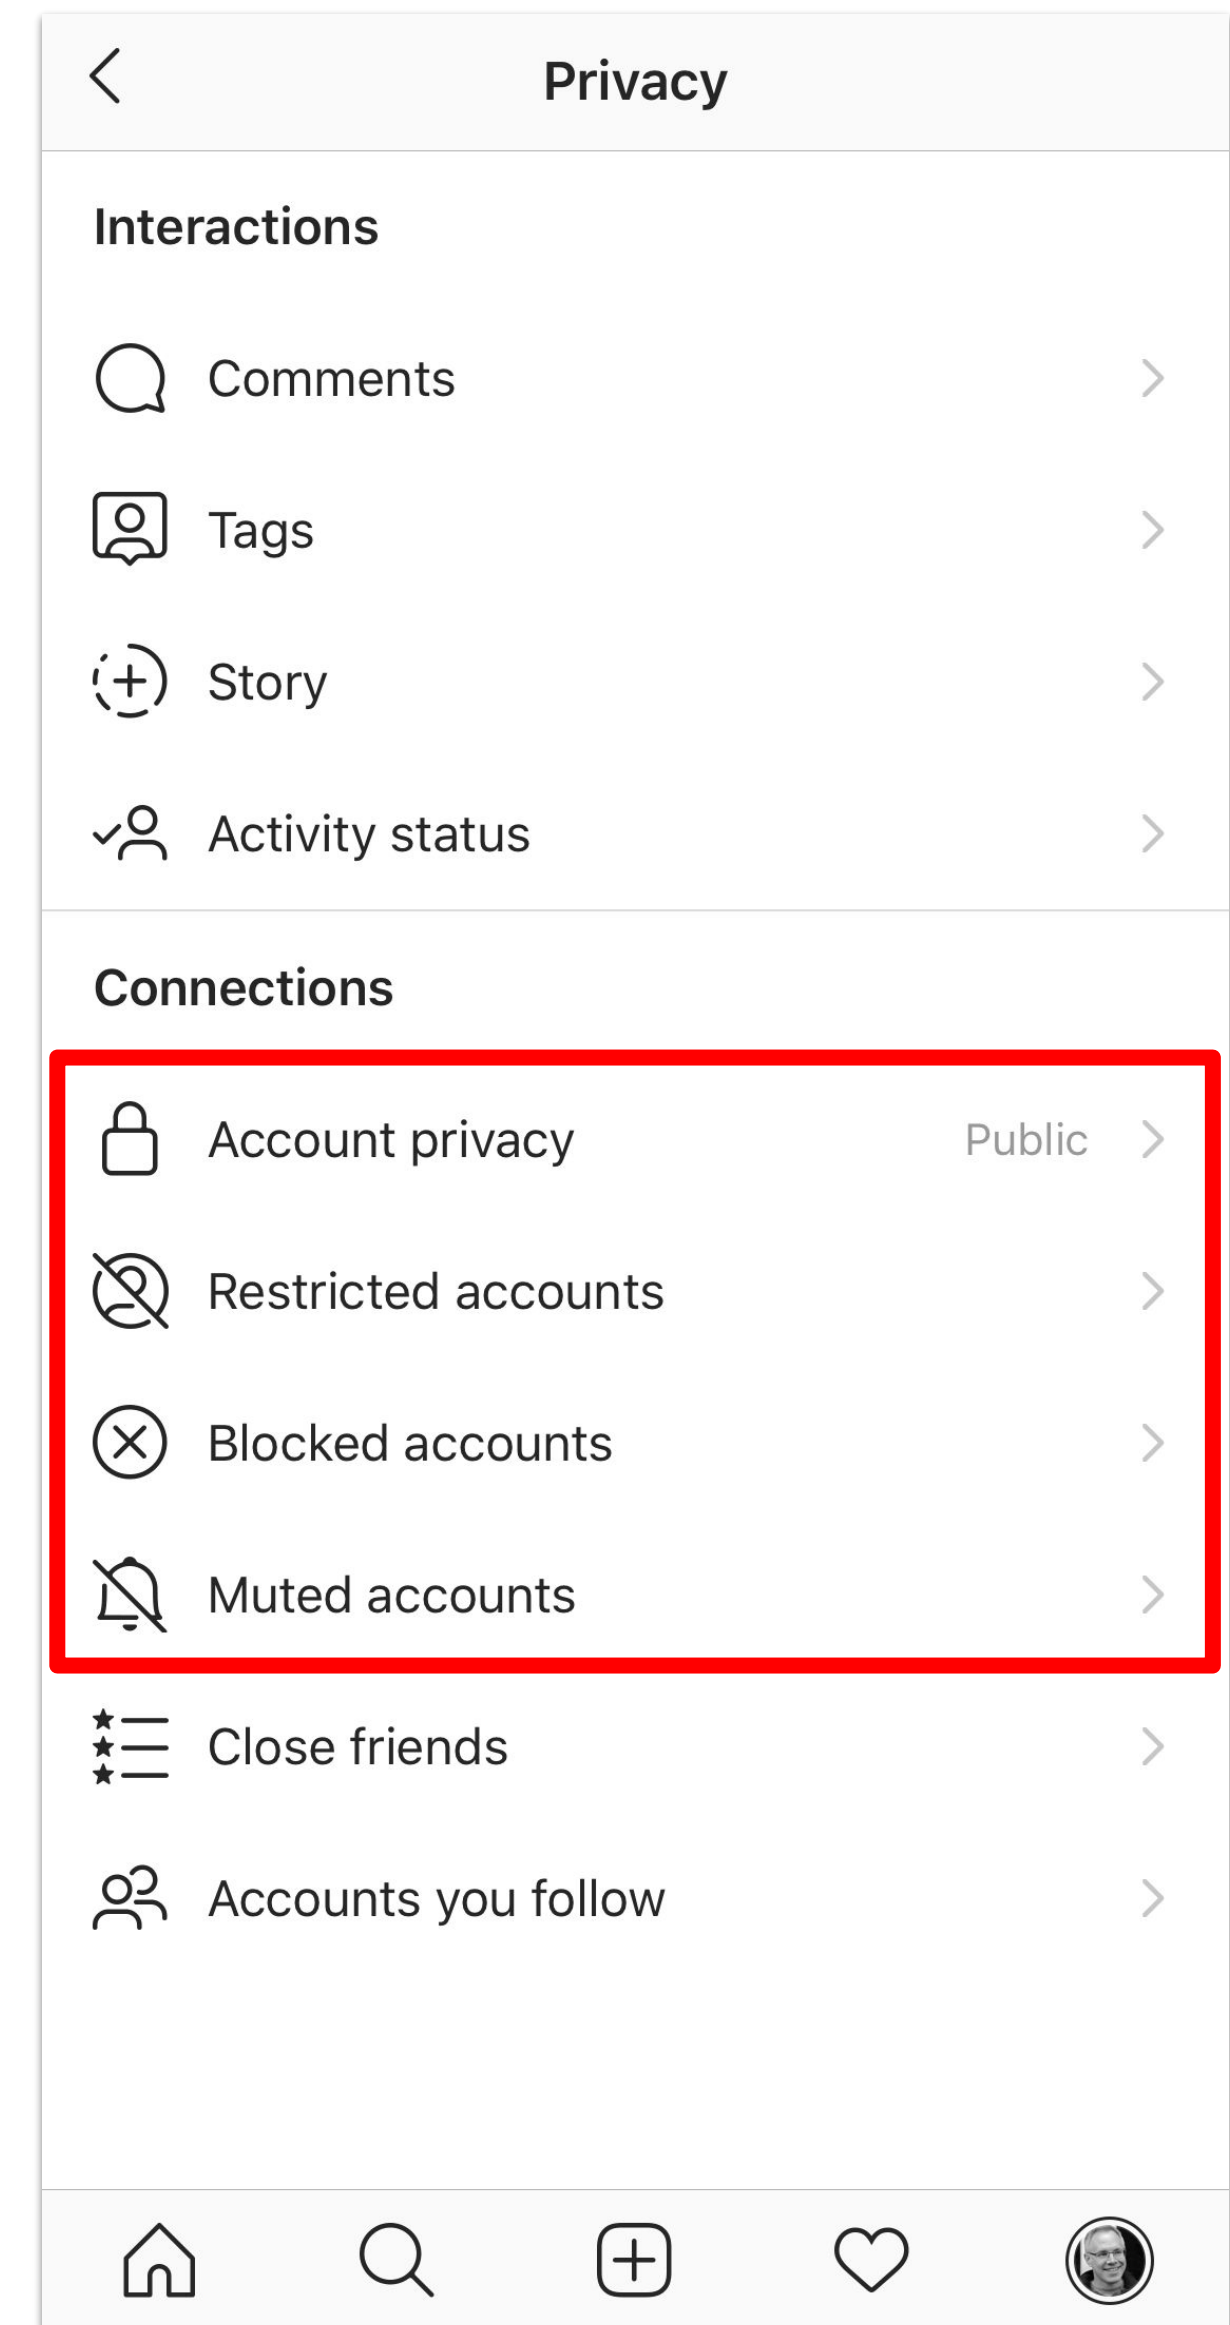 Privacy
Interactions
Comments
Tags
Story
Activity status
Connections
Account privacy Public
Restricted accounts
Blocked accounts
Muted accounts
Close friends
Accounts you follow